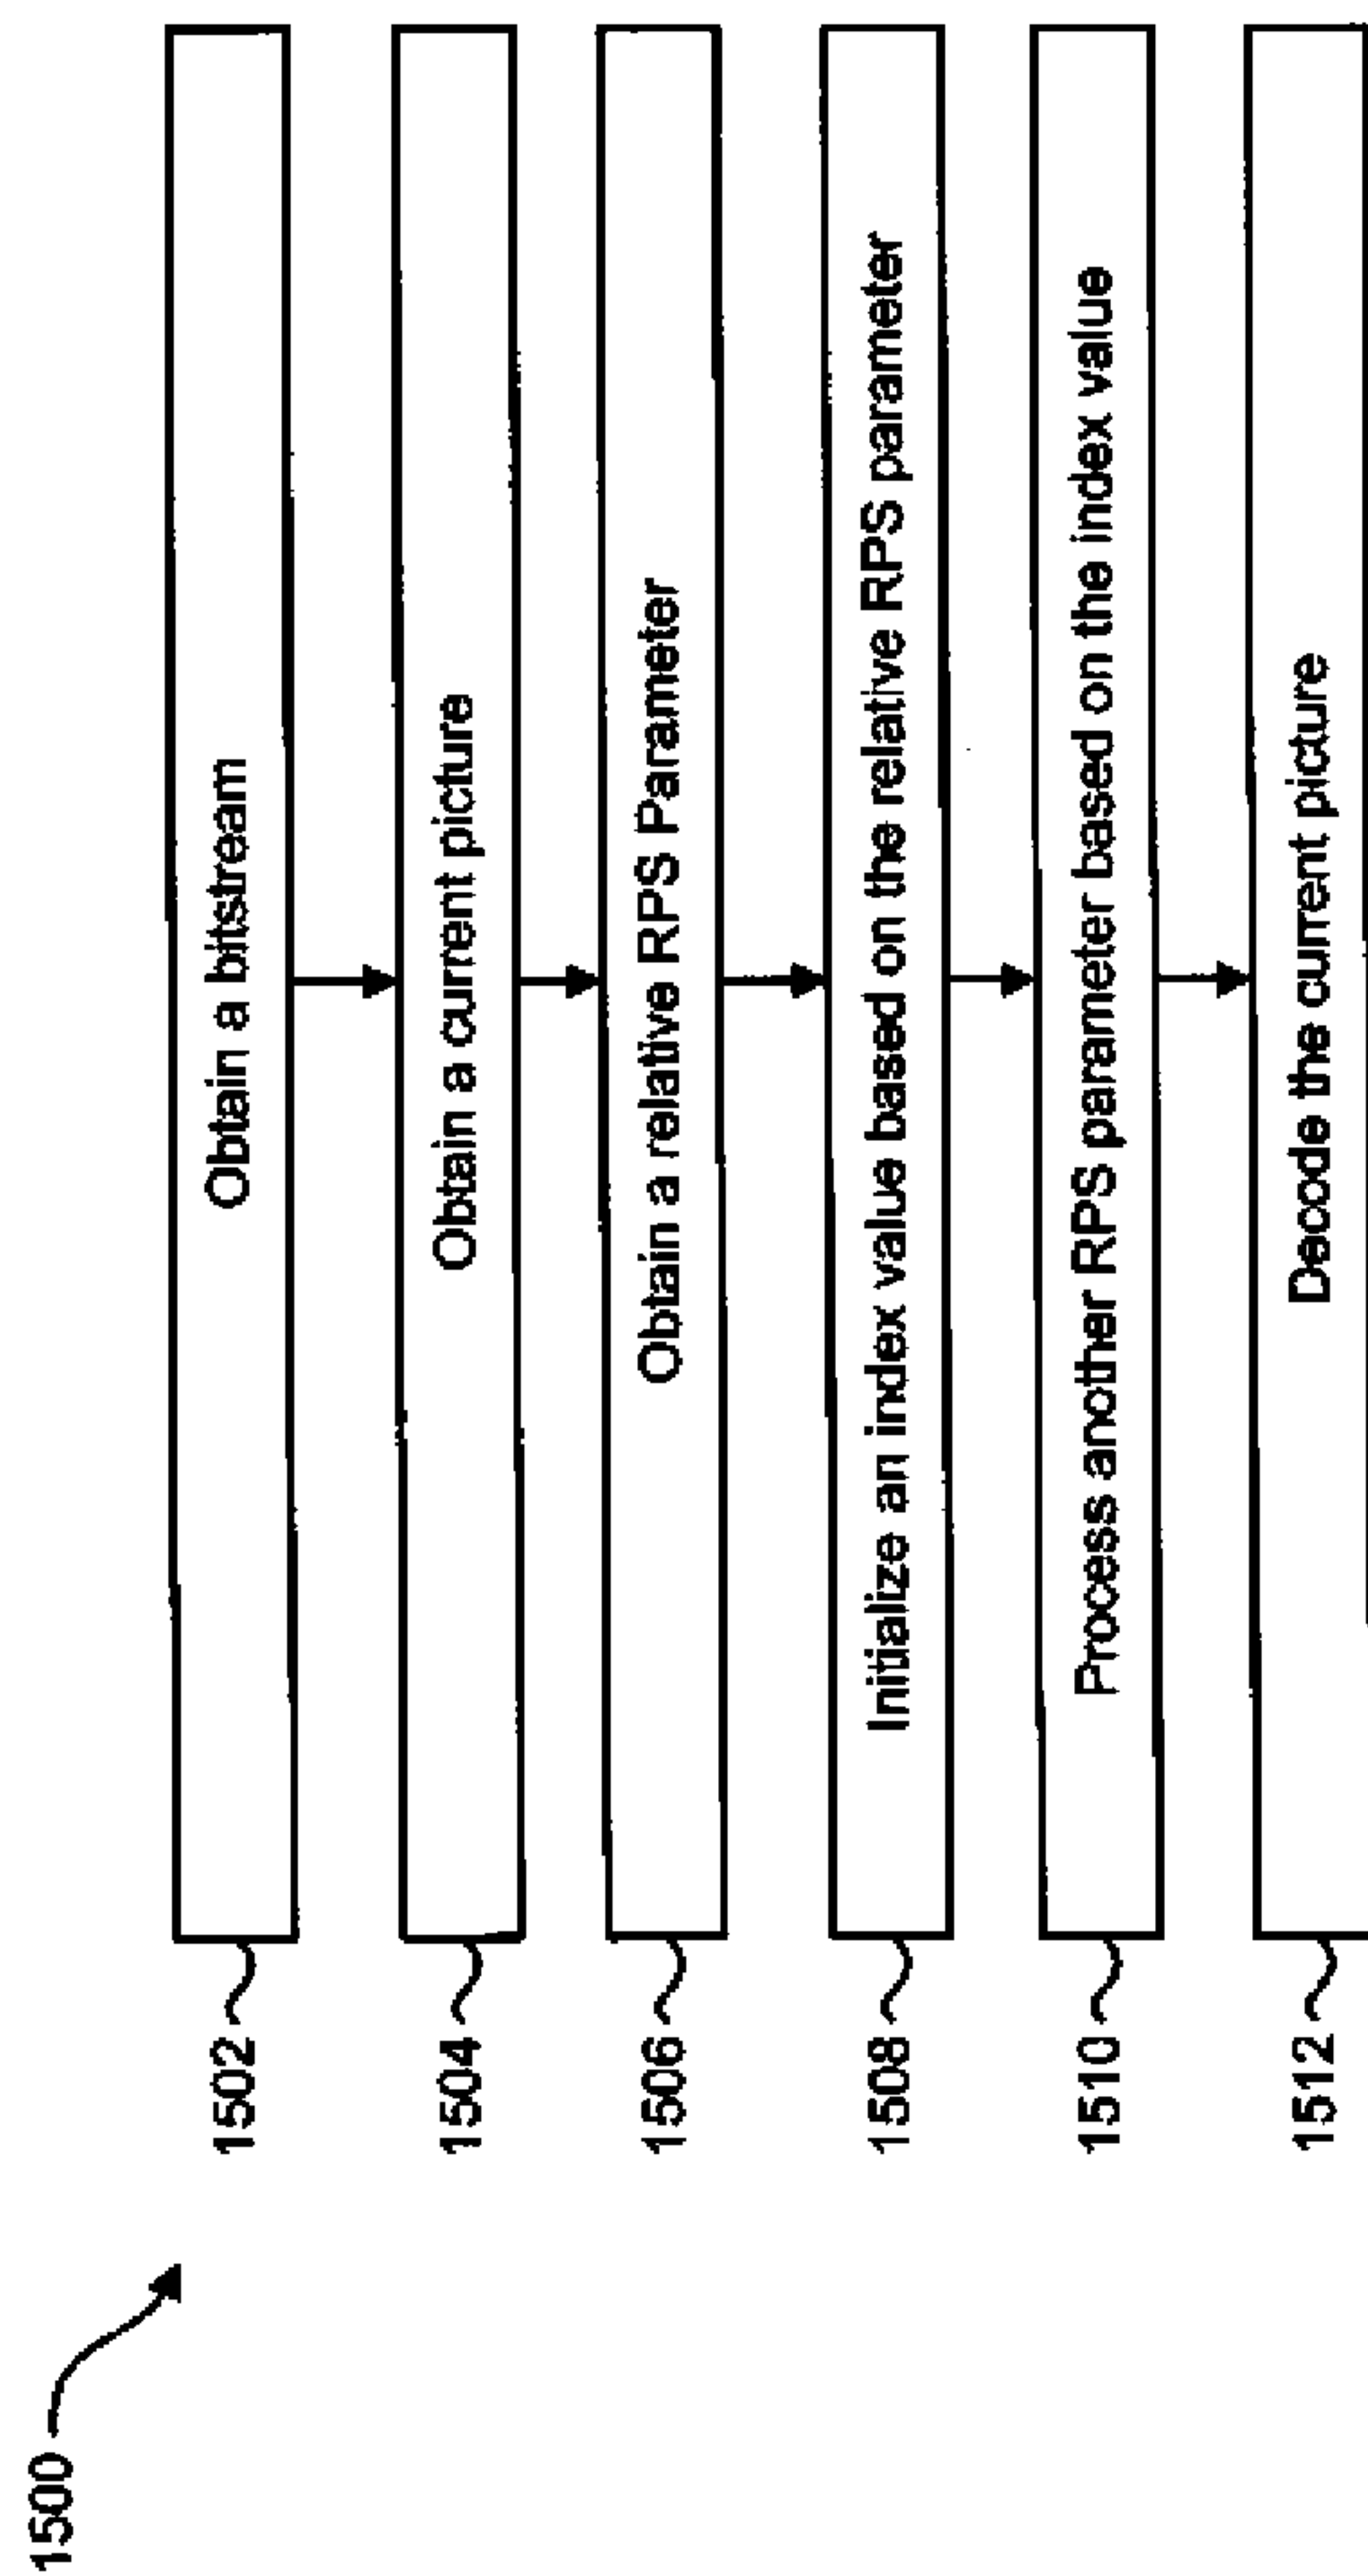 1500
1502
Obtain a bitstream
1504
Obtain a current picture
1506
Obtain a relative RPS Parameter
1508
Initialize an index value based on the relative RPS parameter
1510
Process another RPS parameter based on the index value
1512
Decode the current picture